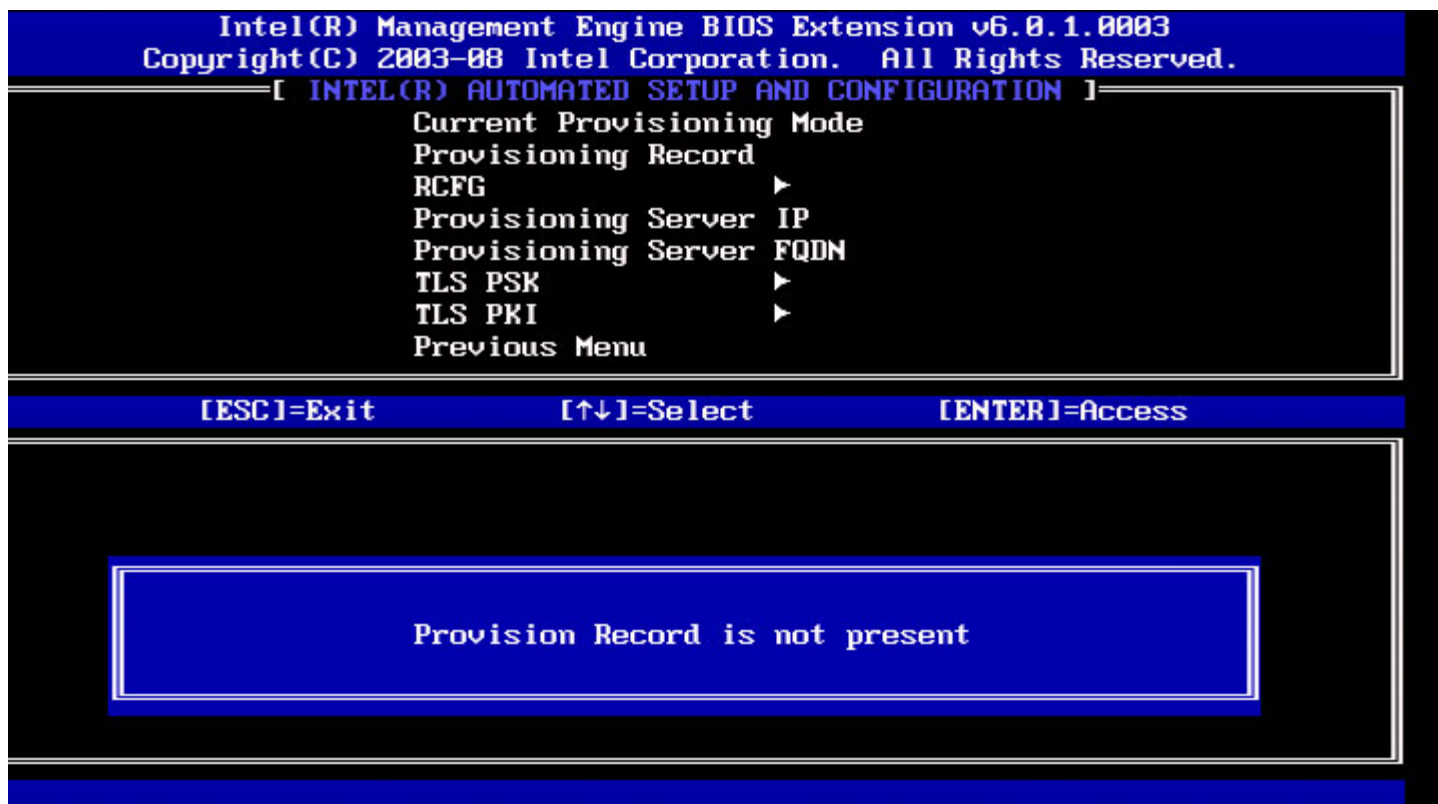 Intel(R) Management Engine BIOS Extension v6.0.1.0003
Copyright(C) 2003-08 Intel Corporation. All Rights Reserved.
[ INTEL(R) AUTOMATED SETUP AND CONFIGURATION ]
Current Provisioning Mode
Provisioning Record
RCFG ►
Provisioning Server IP
Provisioning Server FQDN
TLS PSK ►
TLS PKI ►
Previous Menu
[ESC]=Exit [↑↓]=Select [ENTER]=Access
Provision Record is not present